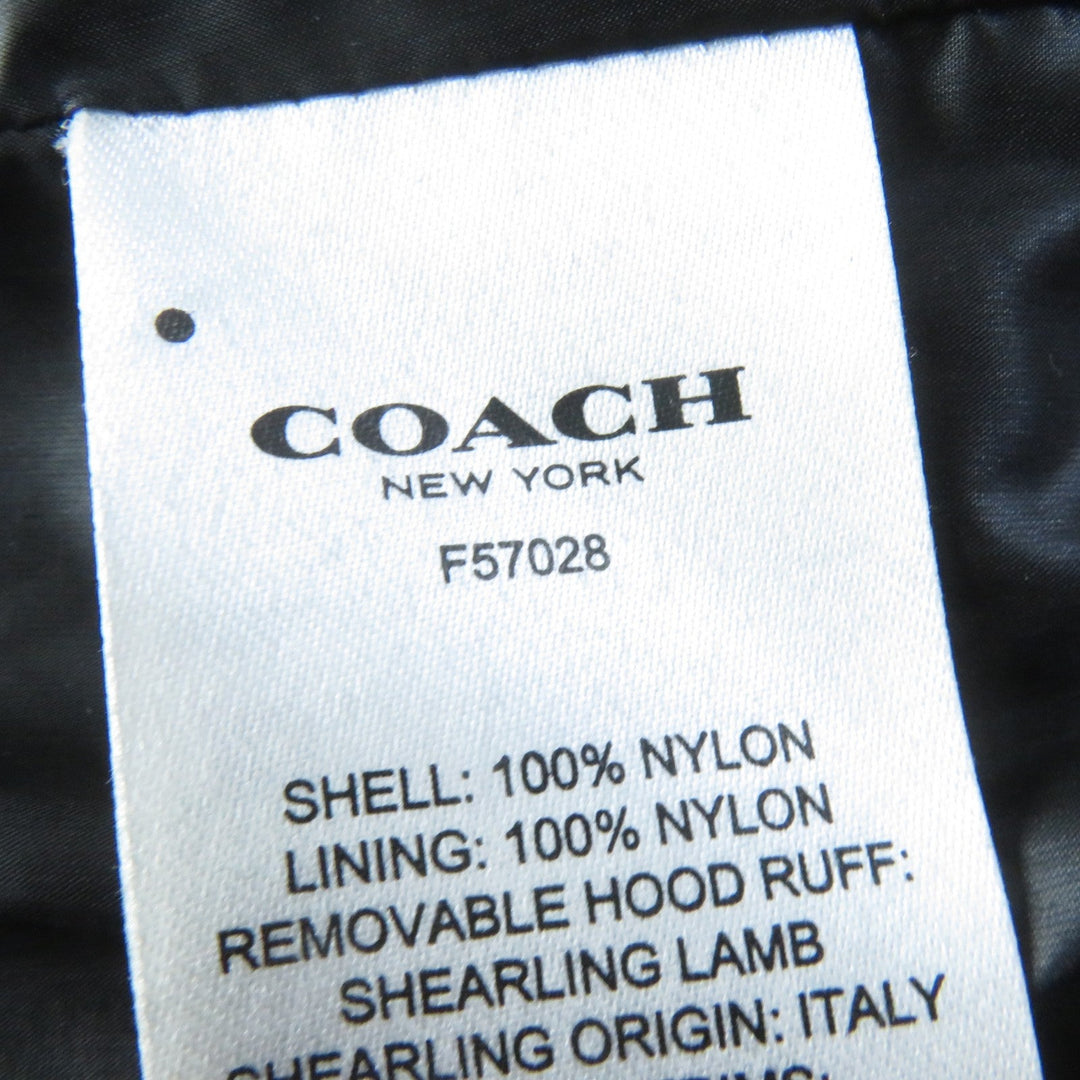 COACH
NEW YORK
F57028
SHELL: 100% NYLON
LINING: 100% NYLON
REMOVABLE HOOD RUFF:
SHEARLING LAMB
SHEARLING ORIGIN: ITALY